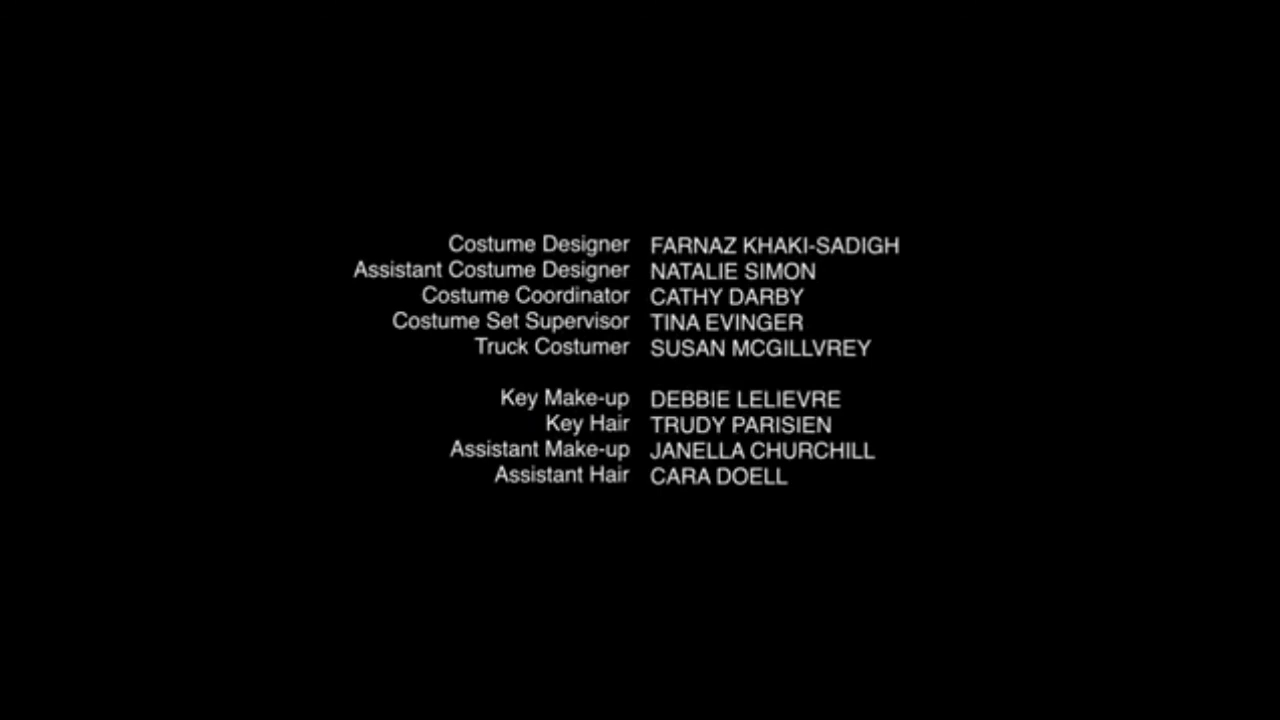 Costume Designer FARNAZ KHAKI-SADIGH
Assistant Costume Designer NATALIE SIMON
Costume Coordinator CATHY DARBY
Costume Set Supervisor TINA EVINGER
Truck Costumer SUSAN MCGILLVREY
Key Make-up DEBBIE LELIEVRE
Key Hair TRUDY PARISIEN
Assistant Make-up JANELLA CHURCHILL
Assistant Hair CARA DOELL